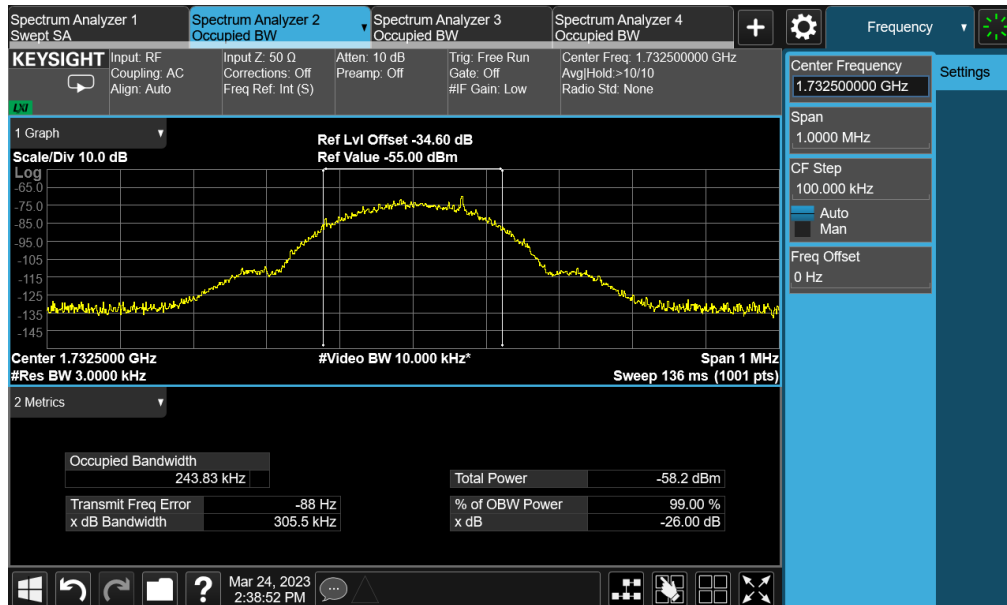 Spectrum Analyzer 1
Swept SA
Spectrum Analyzer 2
Occupied BW
Spectrum Analyzer 3
Occupied BW
Spectrum Analyzer 4
Occupied BW
Frequency
KEYSIGHT
LXI
Input: RF
Coupling: AC
Align: Auto
Input Z: 50 Ω
Corrections: Off
Freq Ref: Int (S)
Atten: 10 dB
Preamp: Off
Trig: Free Run
Gate: Off
#IF Gain: Low
Center Freq: 1.732500000 GHz
Avg|Hold:>10/10
Radio Std: None
Center Frequency
1.732500000 GHz
Settings
Span
1.0000 MHz
CF Step
100.000 kHz
Auto
Man
Freq Offset
0 Hz
1 Graph
Scale/Div 10.0 dB
Ref Lvl Offset -34.60 dB
Ref Value -55.00 dBm
Log
-65.0
-75.0
-85.0
-95.0
-105
-115
-125
-135
-145
Center 1.7325000 GHz
#Res BW 3.0000 kHz
#Video BW 10.000 kHz*
Span 1 MHz
Sweep 136 ms (1001 pts)
2 Metrics
Occupied Bandwidth
243.83 kHz
Total Power -58.2 dBm
Transmit Freq Error -88 Hz
% of OBW Power 99.00 %
x dB Bandwidth 305.5 kHz
x dB -26.00 dB
?
Mar 24, 2023
2:38:52 PM